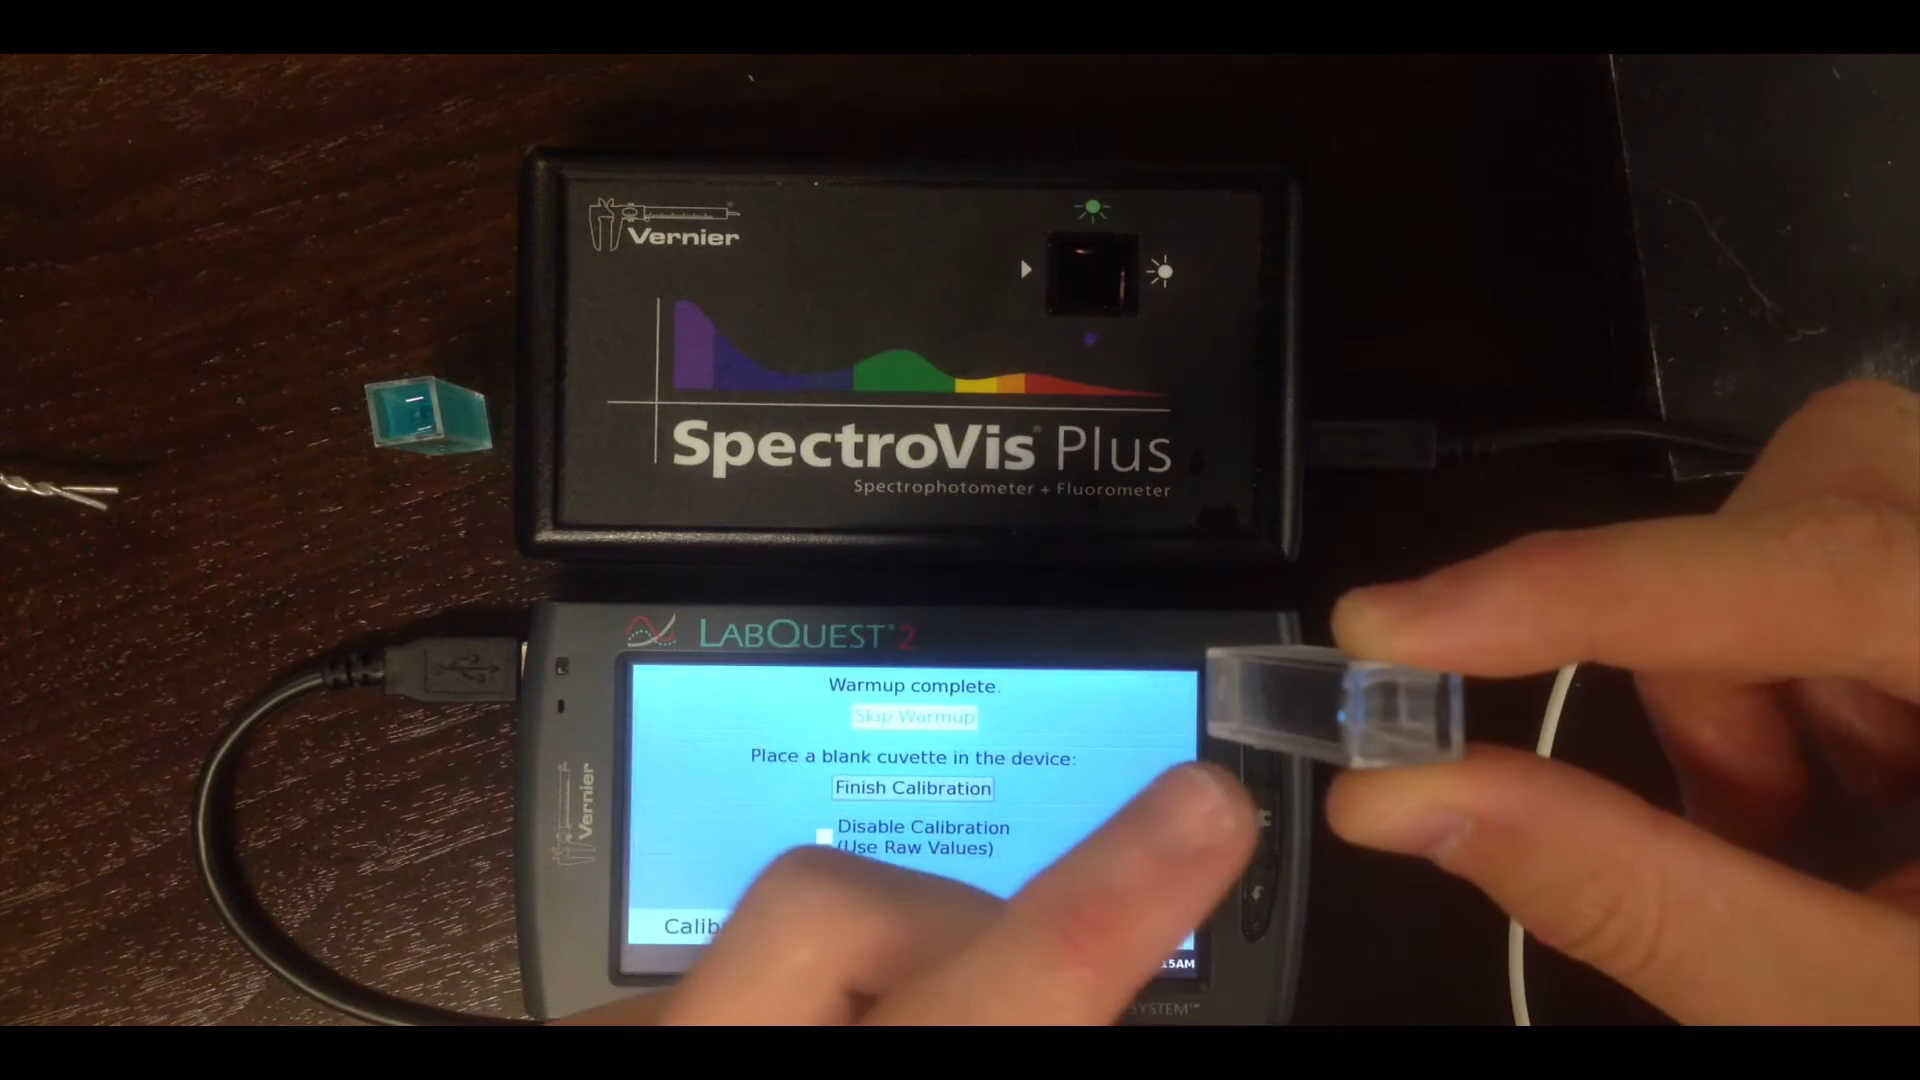 Vernier
SpectroVis® Plus
Spectrophotometer + Fluorometer
LABQUEST® 2
Warmup complete.
Skip Warmup
Place a blank cuvette in the device:
Finish Calibration
Disable Calibration
(Use Raw Values)
Vernier
SYSTEM™